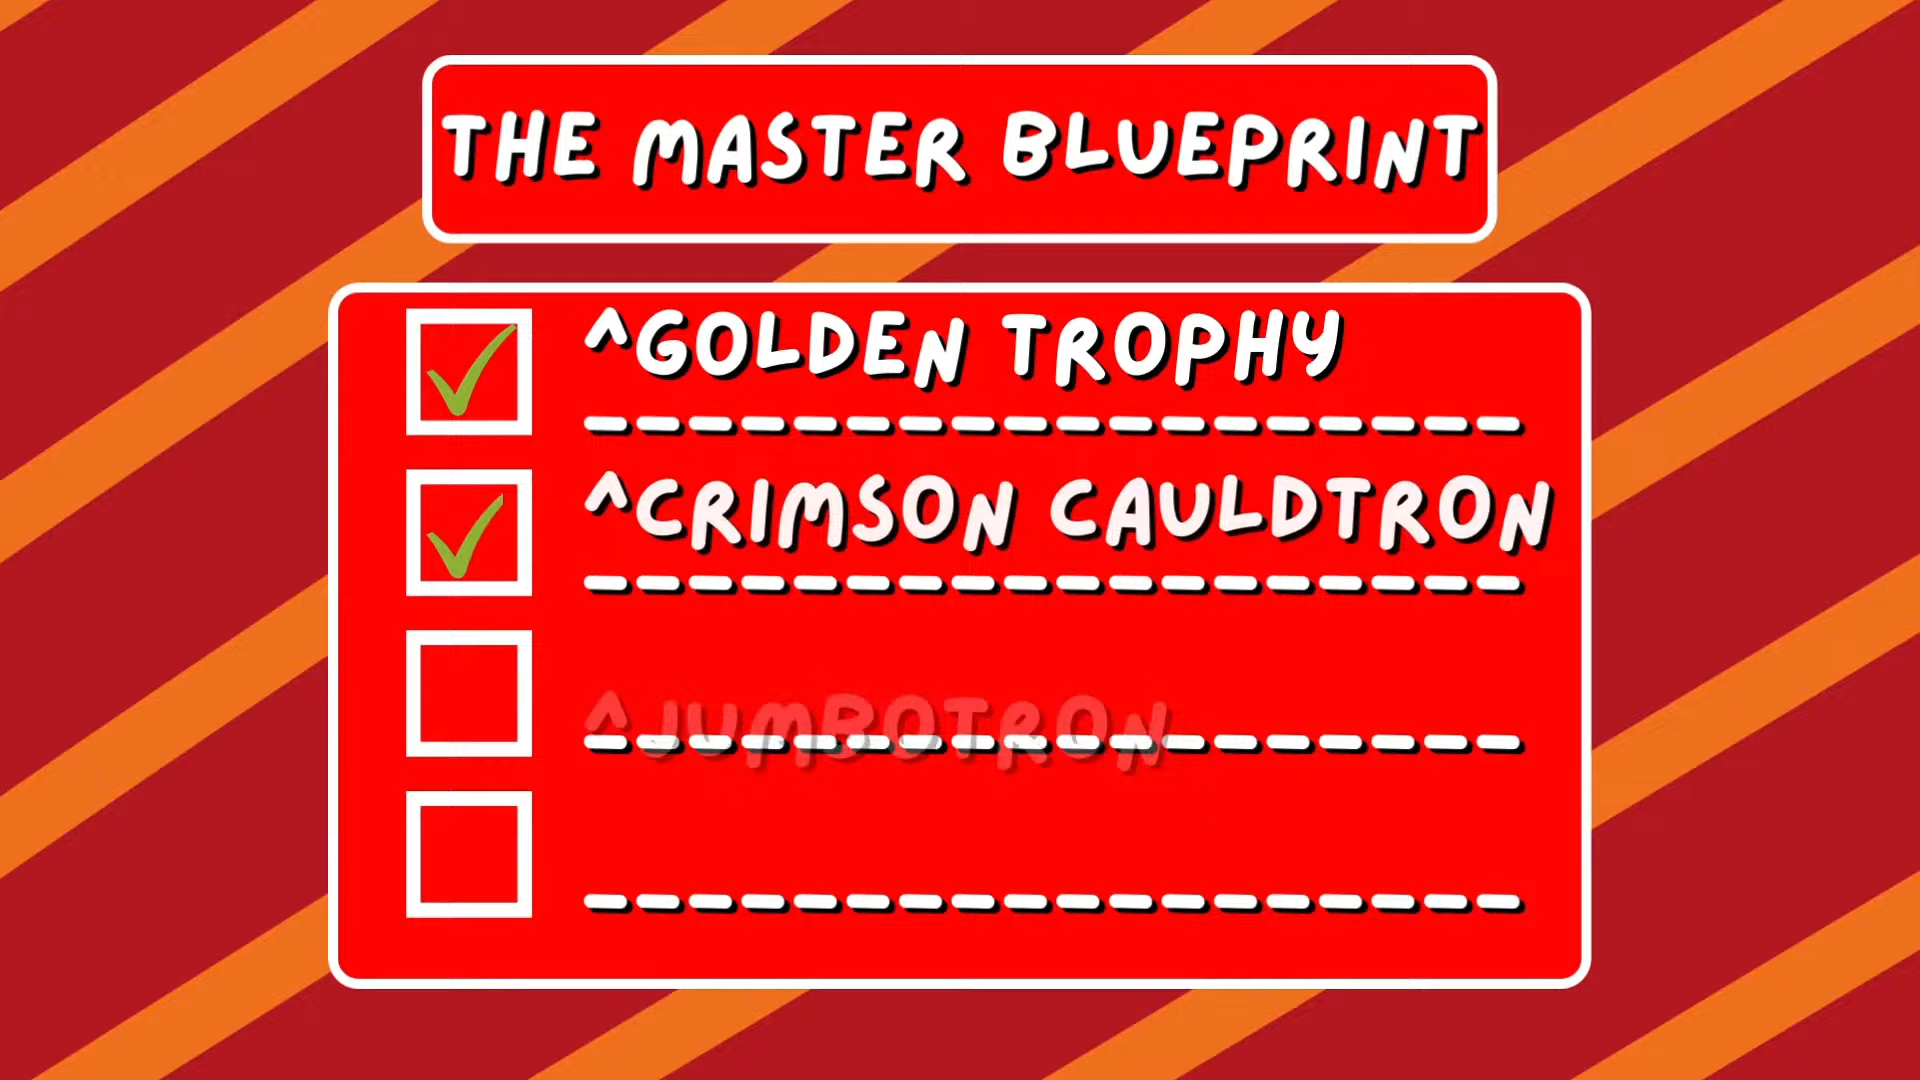 THE MASTER BLUEPRINT
^GOLDEN TROPHY
^CRIMSON CAULDTRON
^JUMBOTRON